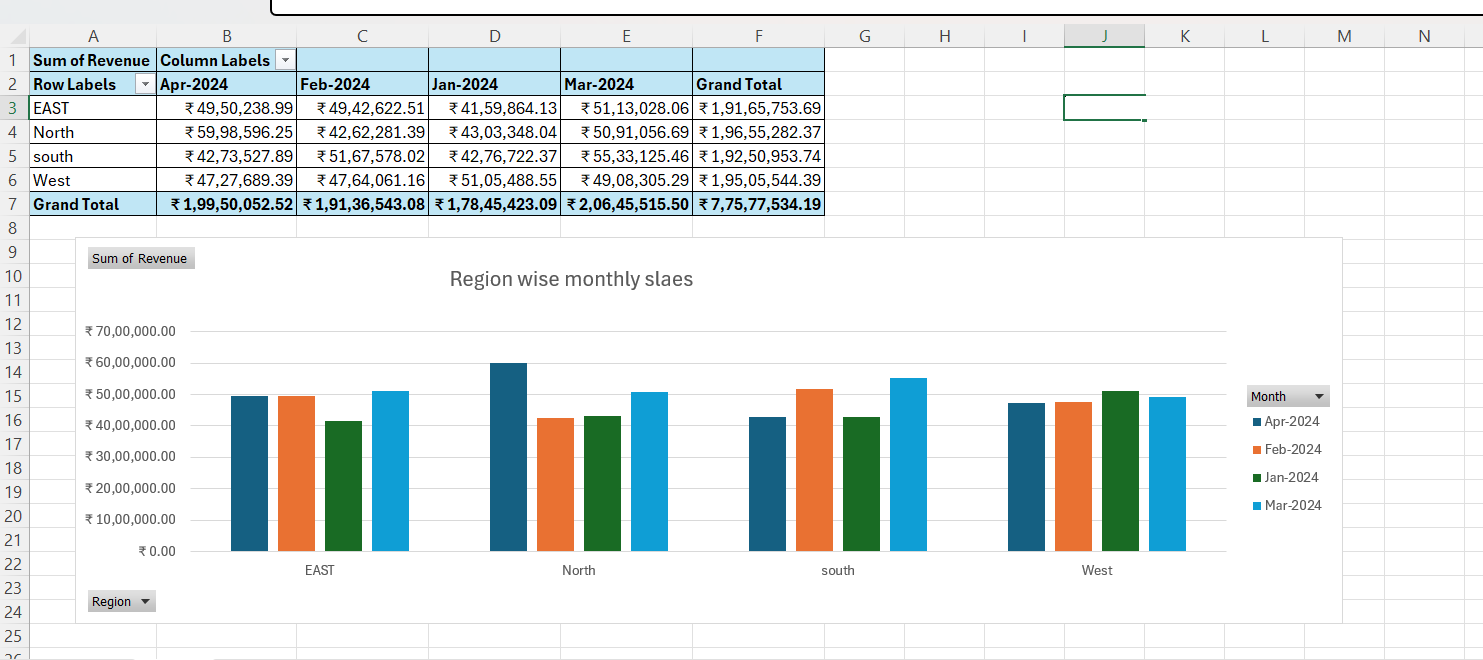 A B C D E F G H I J K L M N
1 Sum of Revenue Column Labels
2 Row Labels Apr-2024 Feb-2024 Jan-2024 Mar-2024 Grand Total
3 EAST ₹ 49,50,238.99 ₹ 49,42,622.51 ₹ 41,59,864.13 ₹ 51,13,028.06 ₹ 1,91,65,753.69
4 North ₹ 59,98,596.25 ₹ 42,62,281.39 ₹ 43,03,348.04 ₹ 50,91,056.69 ₹ 1,96,55,282.37
5 south ₹ 42,73,527.89 ₹ 51,67,578.02 ₹ 42,76,722.37 ₹ 55,33,125.46 ₹ 1,92,50,953.74
6 West ₹ 47,27,689.39 ₹ 47,64,061.16 ₹ 51,05,488.55 ₹ 49,08,305.29 ₹ 1,95,05,544.39
7 Grand Total ₹ 1,99,50,052.52 ₹ 1,91,36,543.08 ₹ 1,78,45,423.09 ₹ 2,06,45,515.50 ₹ 7,75,77,534.19
8
9 Sum of Revenue
10 Region wise monthly slaes
11
12 ₹ 70,00,000.00
13 ₹ 60,00,000.00
14
15 ₹ 50,00,000.00 Month
16 ₹ 40,00,000.00 Apr-2024
17 ₹ 30,00,000.00 Feb-2024
18
19 ₹ 20,00,000.00 Jan-2024
20 ₹ 10,00,000.00 Mar-2024
21 ₹ 0.00
22 EAST North south West
23 Region
24
25
26